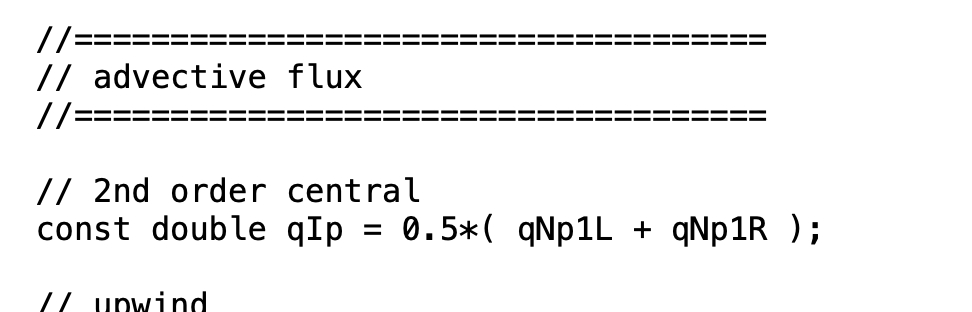 //====================================
// advective flux
//====================================
// 2nd order central
const double qIp = 0.5*( qNp1L + qNp1R );
// upwind